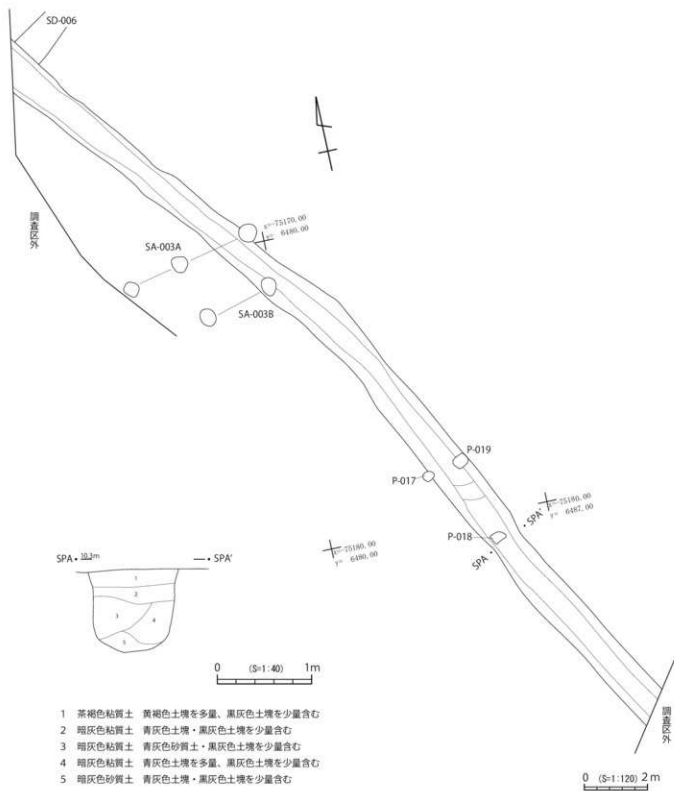 SD-006
調査区外
x=-75170.00
y= 6480.00
SA-003A
SA-003B
P-019
P-017
x=-75180.00
y= 6487.00
SPA'
P-018
SPA
x=-75180.00
y= 6480.00
SPA 10.3m SPA'
1
2
3 4
5
0 (S=1:40) 1m
1 茶褐色粘質土 黄褐色土塊を多量、黒灰色土塊を少量含む
2 暗灰色粘質土 青灰色土塊・黒灰色土塊を少量含む
3 暗灰色粘質土 青灰色砂質土・黒灰色土塊を少量含む
4 暗灰色粘質土 青灰色土塊を多量、黒灰色土塊を少量含む
5 暗灰色砂質土 青灰色土塊・黒灰色土塊を少量含む
調査区外
0 (S=1:120) 2m